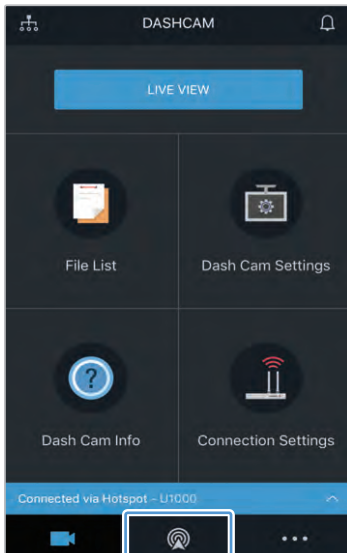 DASHCAM
LIVE VIEW
File List
Dash Cam Settings
Dash Cam Info
Connection Settings
Connected via Hotspot - U1000